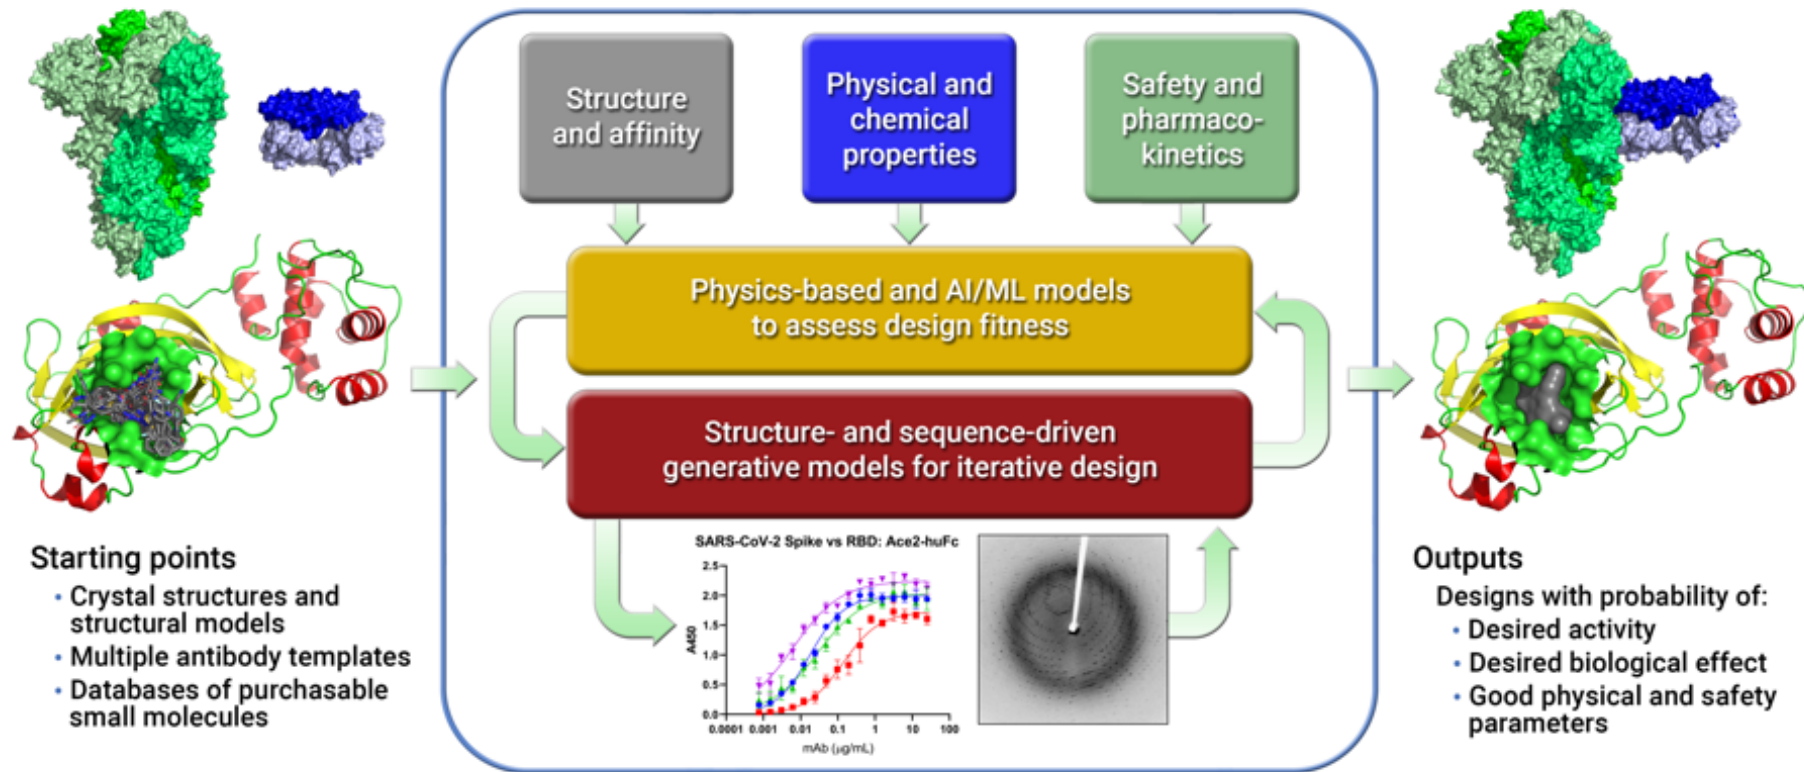 Structure
and affinity
Physical and
chemical
properties
Safety and
pharmaco-
kinetics
Physics-based and AI/ML models
to assess design fitness
Structure- and sequence-driven
generative models for iterative design
SARS-CoV-2 Spike vs RBD: Ace2-huFc
2.5
2.0
1.5
1.0
0.5
0.0
A450
0.0001 0.001 0.01 0.1 1 10 100
mAb (µg/mL)
Starting points
• Crystal structures and
structural models
• Multiple antibody templates
• Databases of purchasable
small molecules
Outputs
Designs with probability of:
• Desired activity
• Desired biological effect
• Good physical and safety
parameters